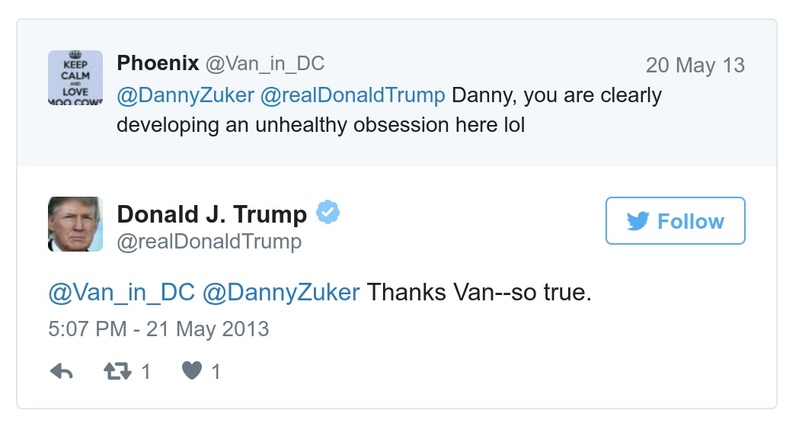 KEEP
CALM
AND
LOVE
MOO COWS
Phoenix @Van_in_DC
20 May 13
@DannyZuker @realDonaldTrump Danny, you are clearly
developing an unhealthy obsession here lol
Donald J. Trump
@realDonaldTrump
Follow
@Van_in_DC @DannyZuker Thanks Van--so true.
5:07 PM - 21 May 2013
1
1